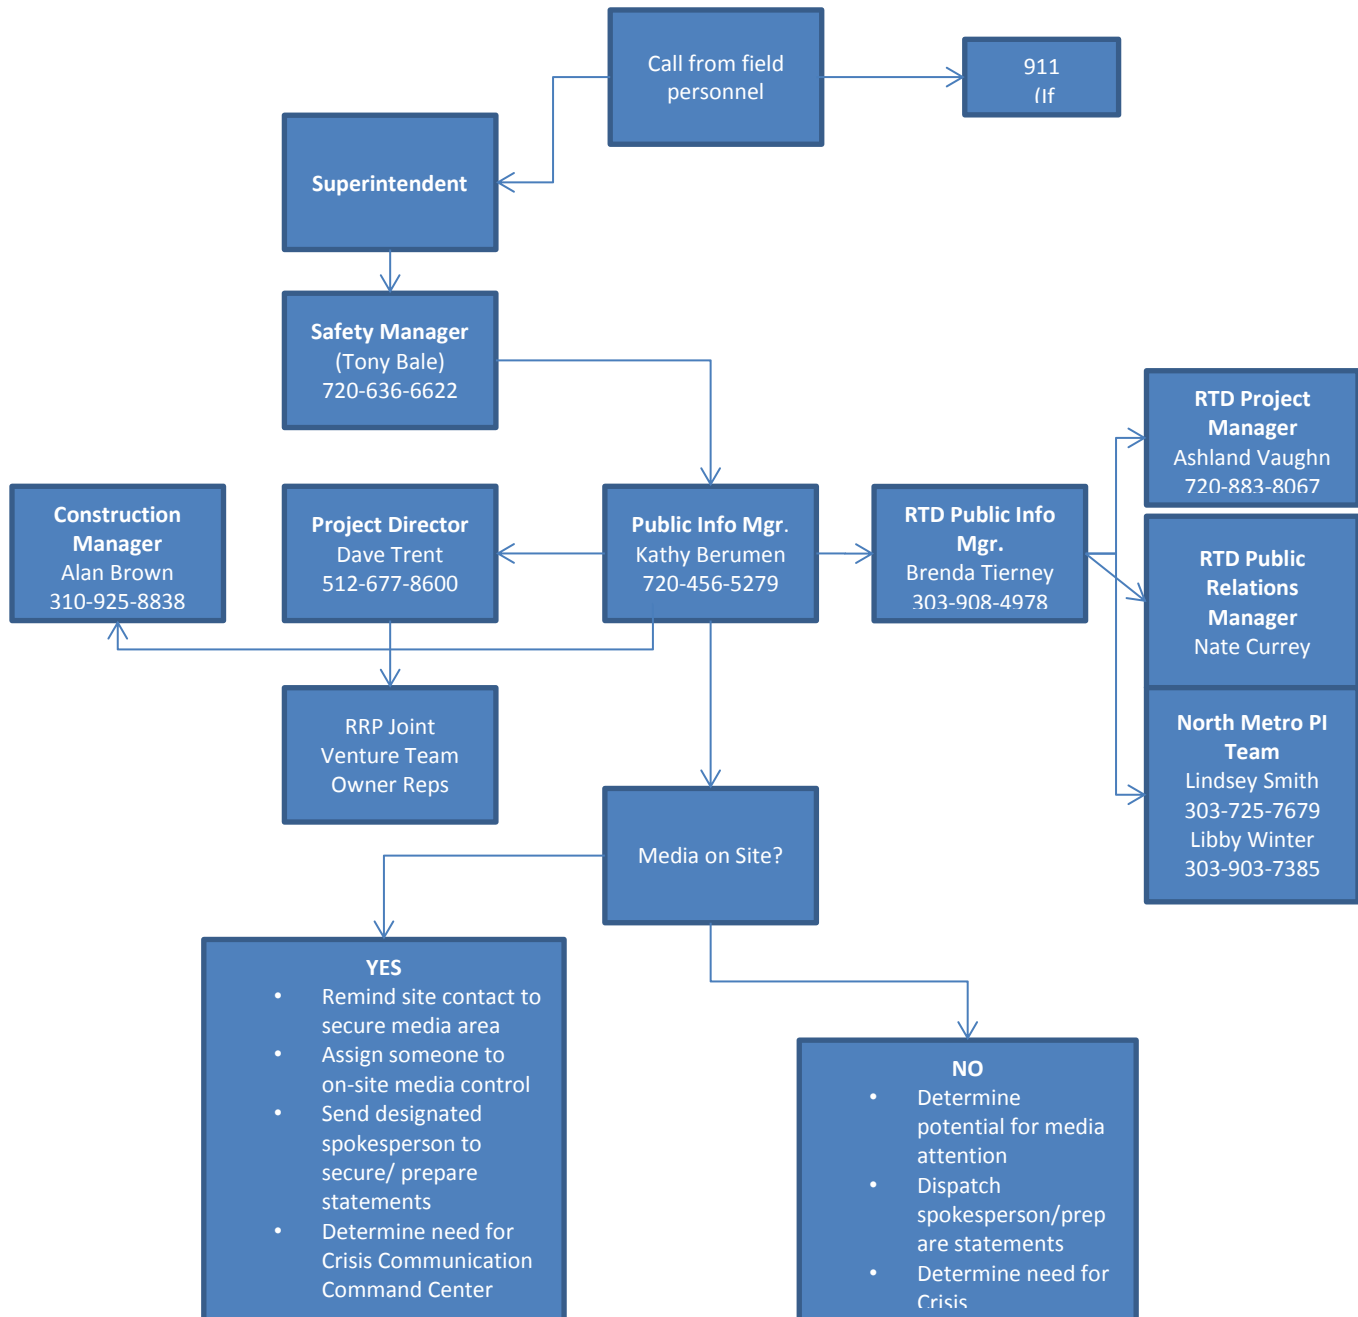 Call from field
personnel
911
(If
Superintendent
Safety Manager
(Tony Bale)
720-636-6622
Construction
Manager
Alan Brown
310-925-8838
Project Director
Dave Trent
512-677-8600
Public Info Mgr.
Kathy Berumen
720-456-5279
RTD Public Info
Mgr.
Brenda Tierney
303-908-4978
RTD Project
Manager
Ashland Vaughn
720-883-8067
RTD Public
Relations
Manager
Nate Currey
North Metro PI
Team
Lindsey Smith
303-725-7679
Libby Winter
303-903-7385
RRP Joint
Venture Team
Owner Reps
Media on Site?
YES
• Remind site contact to
secure media area
• Assign someone to
on-site media control
• Send designated
spokesperson to
secure/ prepare
statements
• Determine need for
Crisis Communication
Command Center
NO
• Determine
potential for media
attention
• Dispatch
spokesperson/prep
are statements
• Determine need for
Crisis